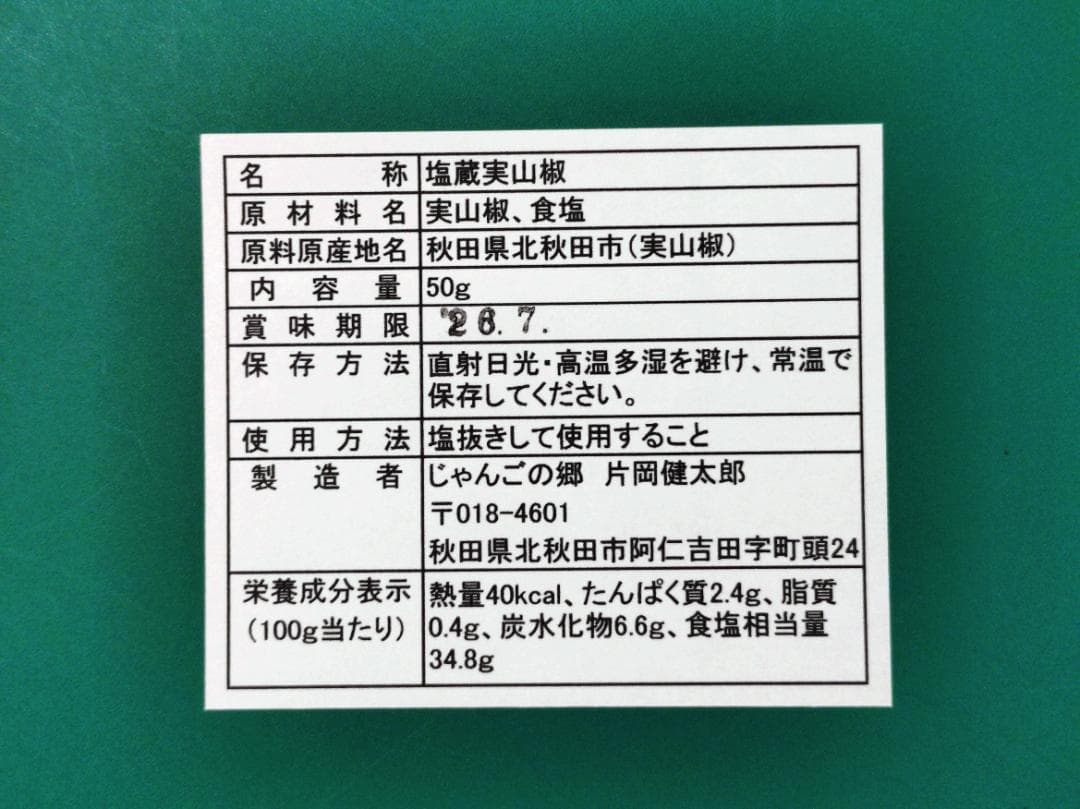 名称 塩蔵実山椒
原材料名 実山椒、食塩
原料原産地名 秋田県北秋田市(実山椒)
内容量 50g
賞味期限 '26.7.
保存方法 直射日光・高温多湿を避け、常温で
保存してください。
使用方法 塩抜きして使用すること
製造者 じゃんごの郷 片岡健太郎
〒018-4601
秋田県北秋田市阿仁吉田字町頭24
栄養成分表示 熱量40kcal、たんぱく質2.4g、脂質
(100g当たり) 0.4g、炭水化物6.6g、食塩相当量
34.8g